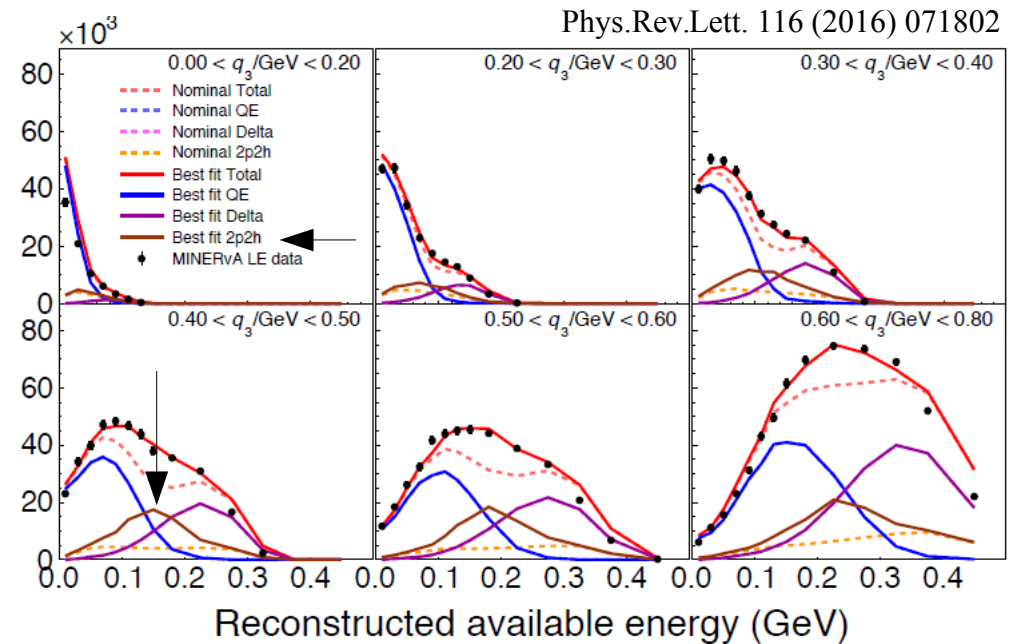 Phys.Rev.Lett. 116 (2016) 071802
×10³
0.00 < q₃/GeV < 0.20
0.20 < q₃/GeV < 0.30
0.30 < q₃/GeV < 0.40
80
60
40
20
0
Nominal Total
Nominal QE
Nominal Delta
Nominal 2p2h
Best fit Total
Best fit QE
Best fit Delta
Best fit 2p2h
MINERvA LE data
0.40 < q₃/GeV < 0.50
0.50 < q₃/GeV < 0.60
0.60 < q₃/GeV < 0.80
80
60
40
20
0
0.0 0.1 0.2 0.3 0.4 0.0 0.1 0.2 0.3 0.4 0.0 0.1 0.2 0.3 0.4
Reconstructed available energy (GeV)